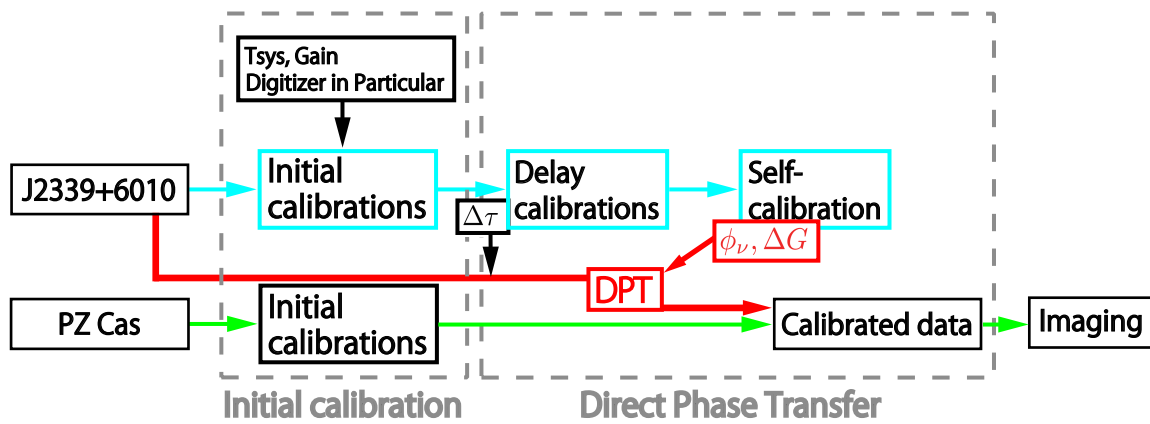 Tsys, Gain
Digitizer in Particular
J2339+6010
Initial
calibrations
Delay
calibrations
Self-
calibration
Δτ
ϕν, ΔG
DPT
PZ Cas
Initial
calibrations
Calibrated data
Imaging
Initial calibration
Direct Phase Transfer